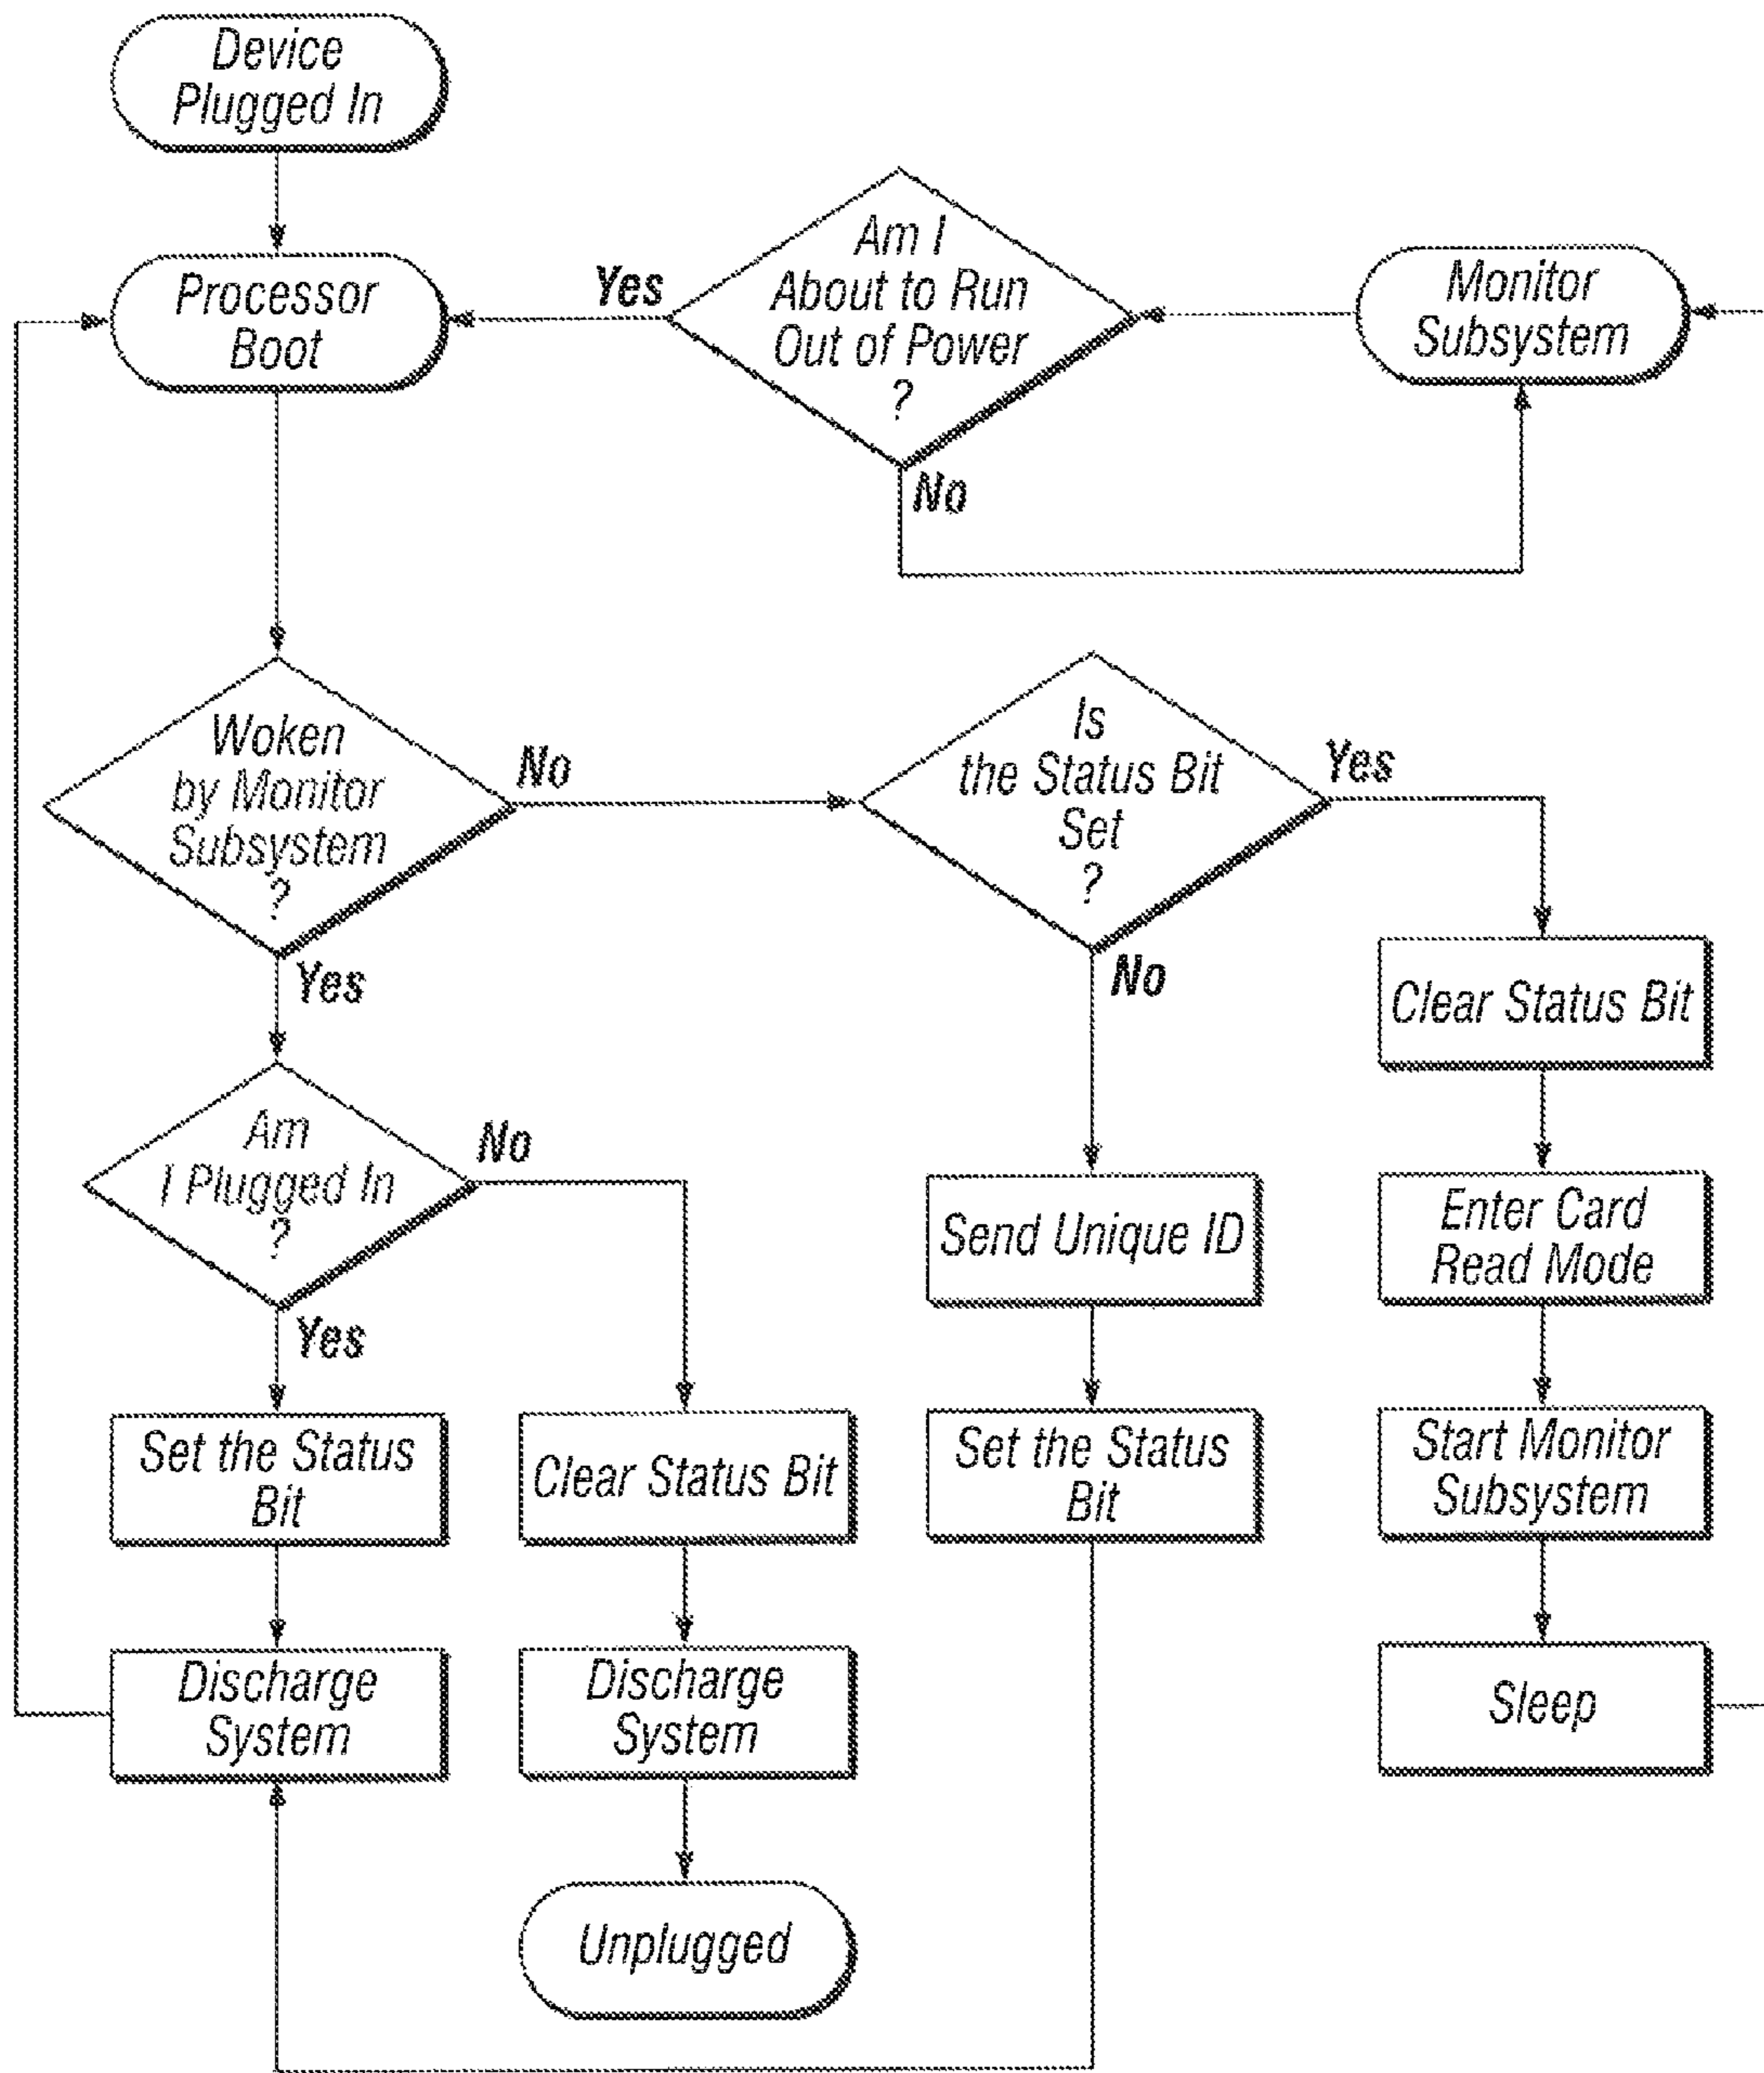 Device
Plugged In
Processor
Boot
Yes
Am I
About to Run
Out of Power
?
No
Monitor
Subsystem
Woken
by Monitor
Subsystem
?
No
Yes
Is
the Status Bit
Set
?
Yes
No
Clear Status Bit
Am
I Plugged In
?
No
Yes
Send Unique ID
Enter Card
Read Mode
Set the Status
Bit
Clear Status Bit
Set the Status
Bit
Start Monitor
Subsystem
Discharge
System
Discharge
System
Sleep
Unplugged